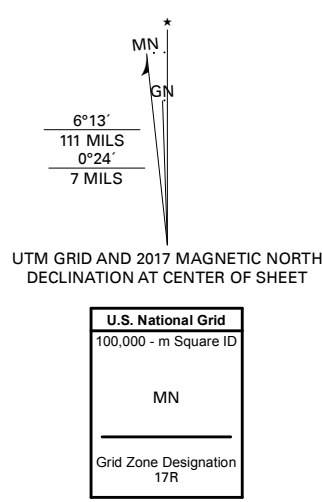 MN
GN
6°13´
111 MILS
0°24´
7 MILS
UTM GRID AND 2017 MAGNETIC NORTH
DECLINATION AT CENTER OF SHEET
U.S. National Grid
100,000 - m Square ID
MN
Grid Zone Designation
17R